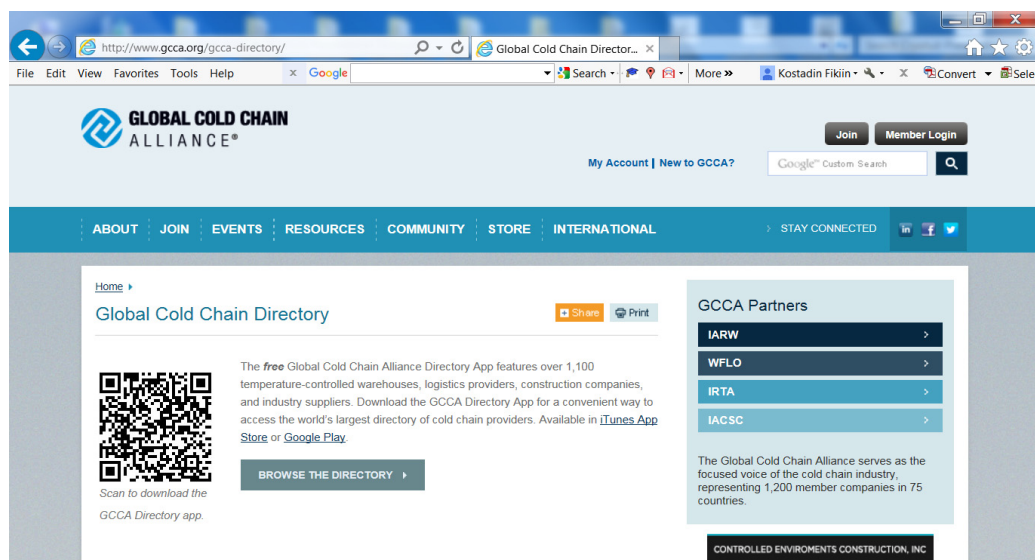 http://www.gcca.org/gcca-directory/
Global Cold Chain Director...
File Edit View Favorites Tools Help
x Google
Search
More »
Kostadin Fikiin
x
Convert
Sele
GLOBAL COLD CHAIN
ALLIANCE®
Join
Member Login
My Account | New to GCCA?
Google™ Custom Search
ABOUT JOIN EVENTS RESOURCES COMMUNITY STORE INTERNATIONAL
STAY CONNECTED
in f
Home
Global Cold Chain Directory
Share
Print
The free Global Cold Chain Alliance Directory App features over 1,100
temperature-controlled warehouses, logistics providers, construction companies,
and industry suppliers. Download the GCCA Directory App for a convenient way to
access the world's largest directory of cold chain providers. Available in iTunes App
Store or Google Play.
BROWSE THE DIRECTORY
Scan to download the
GCCA Directory app.
GCCA Partners
IARW
WFLO
IRTA
IACSC
The Global Cold Chain Alliance serves as the
focused voice of the cold chain industry,
representing 1,200 member companies in 75
countries.
CONTROLLED ENVIROMENTS CONSTRUCTION, INC